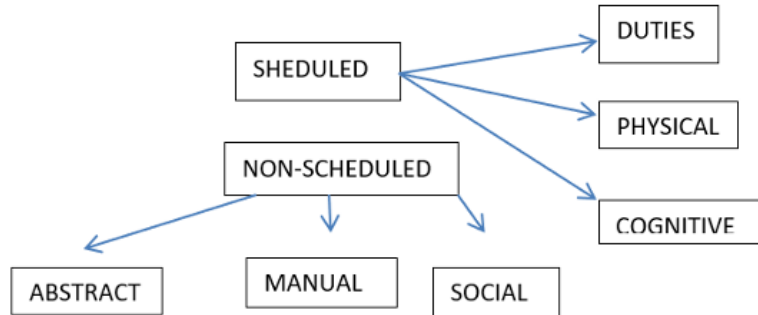 DUTIES
SHEDULED
PHYSICAL
NON-SCHEDULED
COGNITIVE
ABSTRACT
MANUAL
SOCIAL